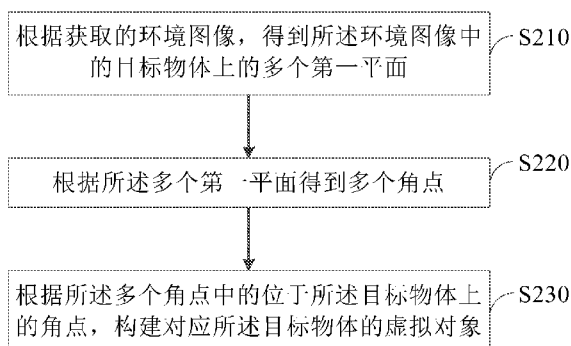 根据获取的环境图像，得到所述环境图像中
的目标物体上的多个第一平面
S210
根据所述多个第一平面得到多个角点
S220
根据所述多个角点中的位于所述目标物体上
的角点，构建对应所述目标物体的虚拟对象
S230